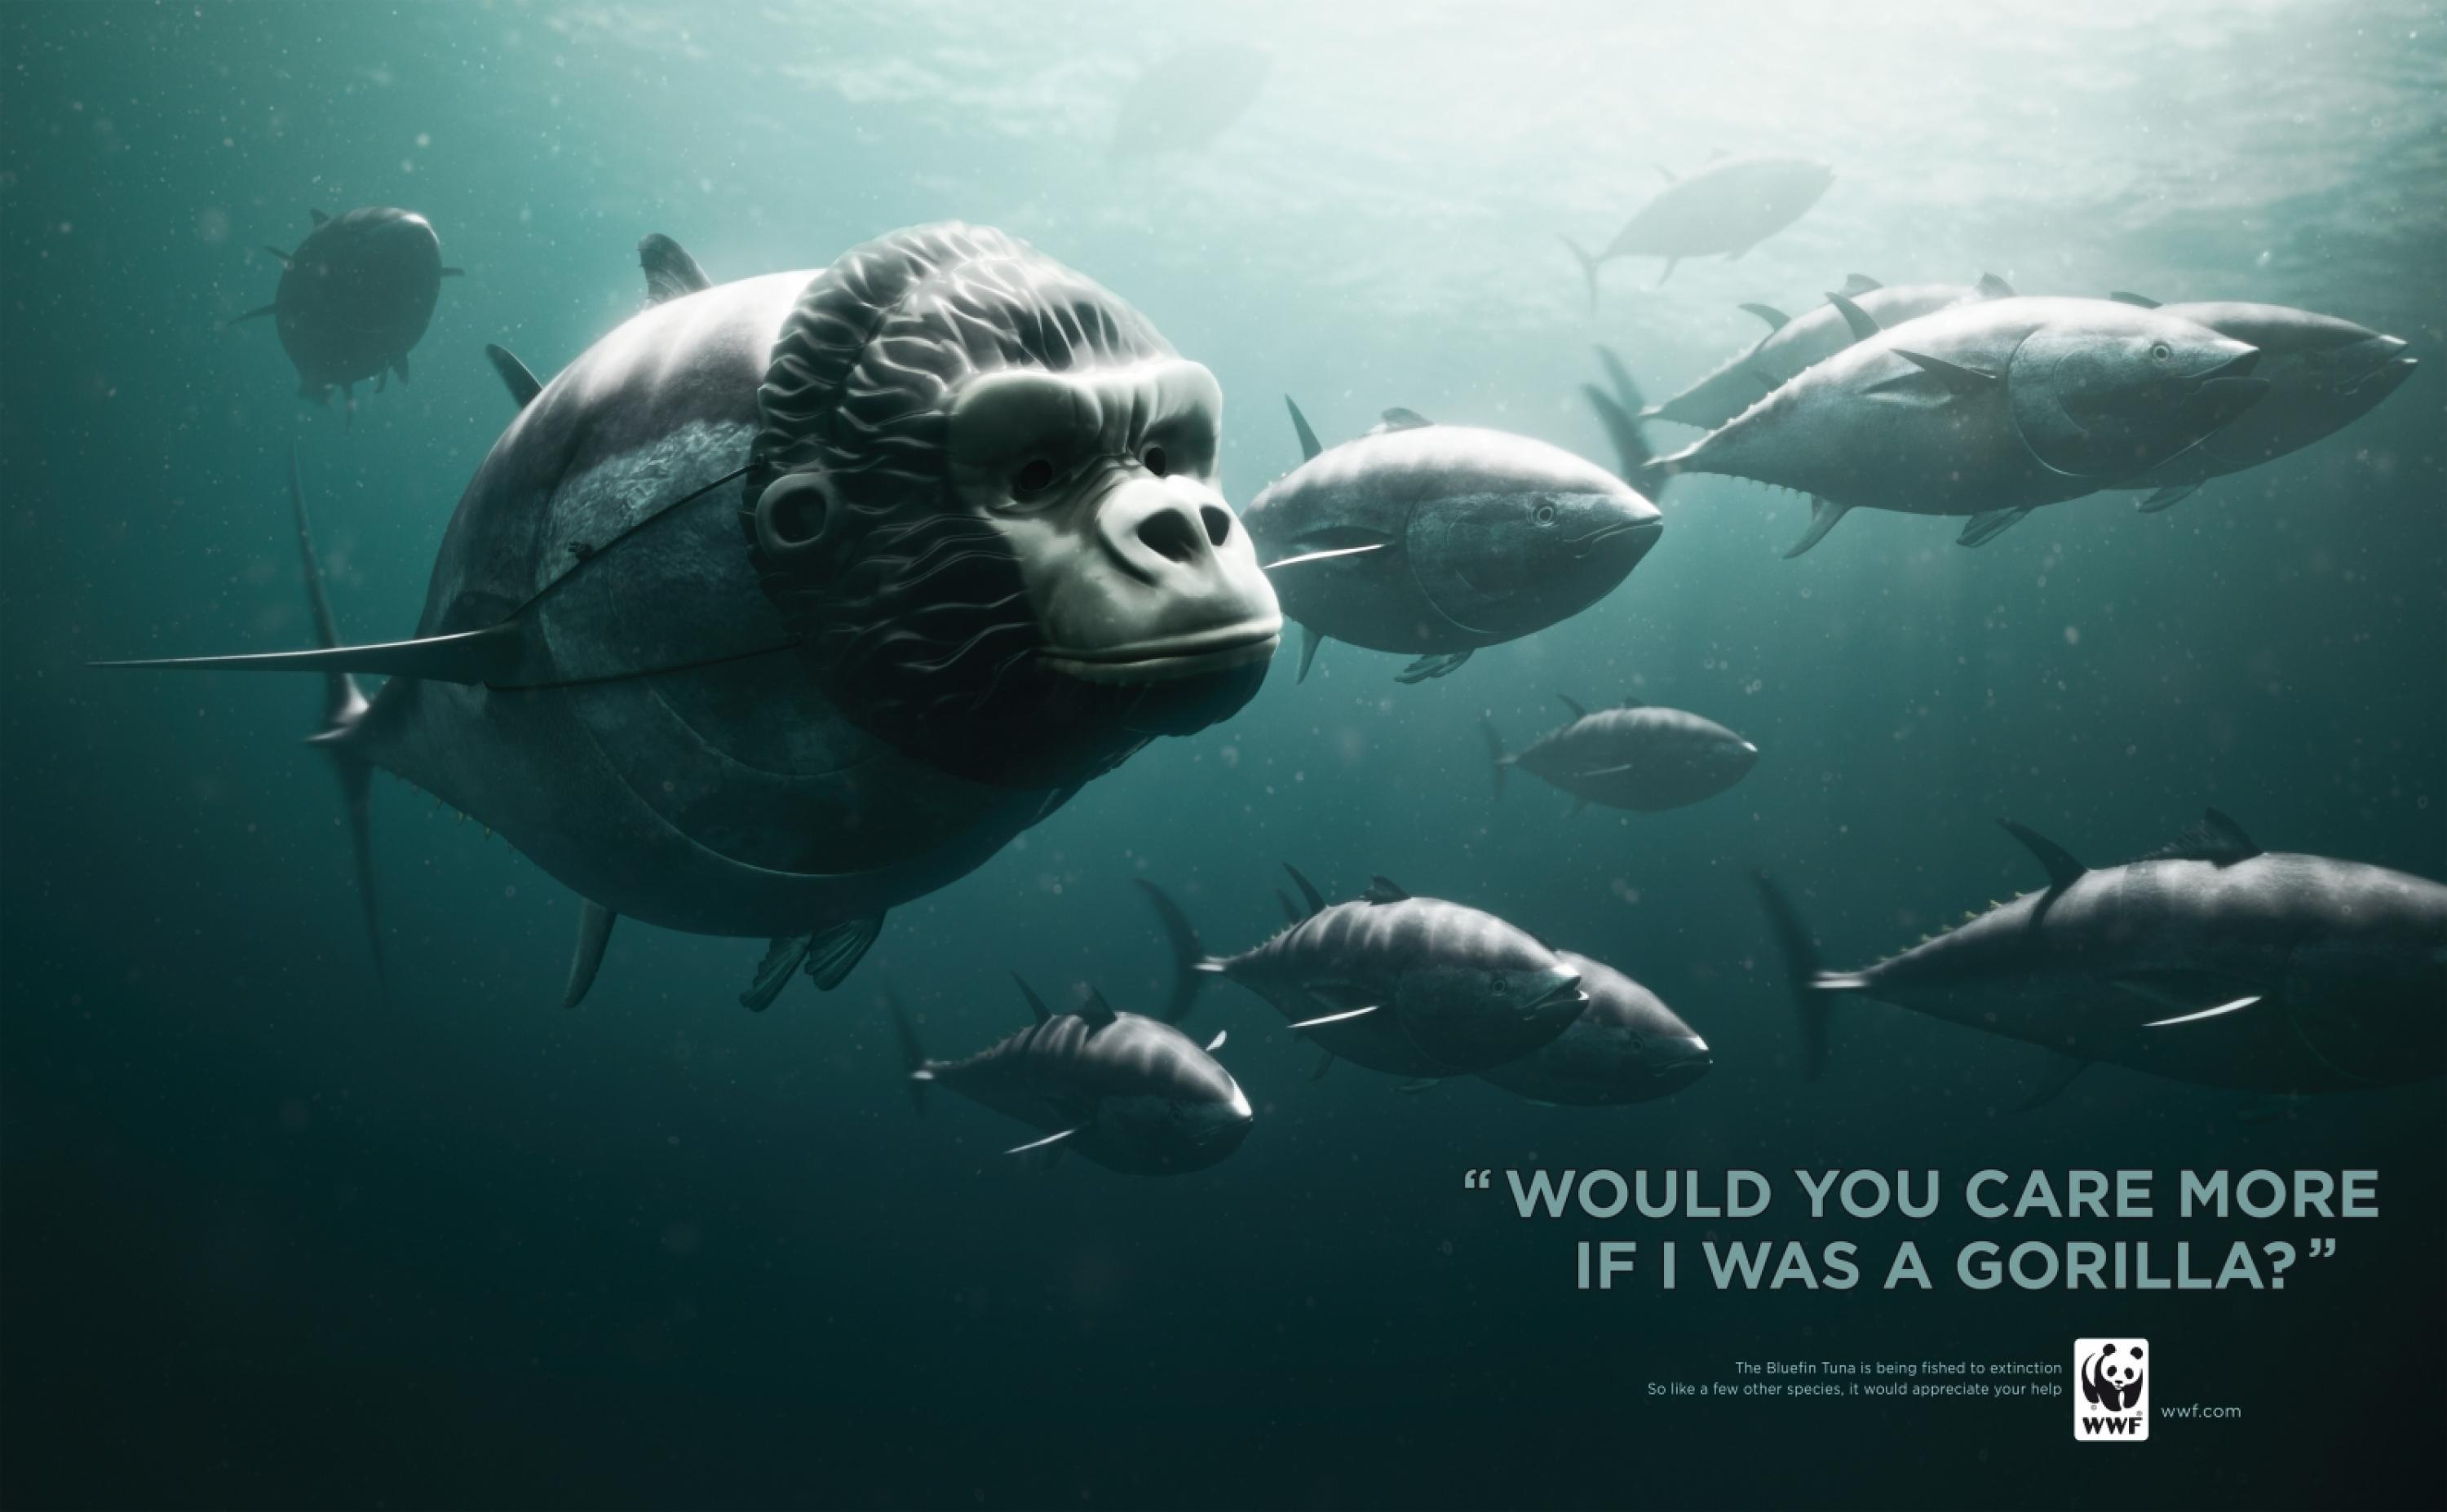 “ WOULD YOU CARE MORE
IF I WAS A GORILLA? ”
The Bluefin Tuna is being fished to extinction
So like a few other species, it would appreciate your help
WWF
wwf.com